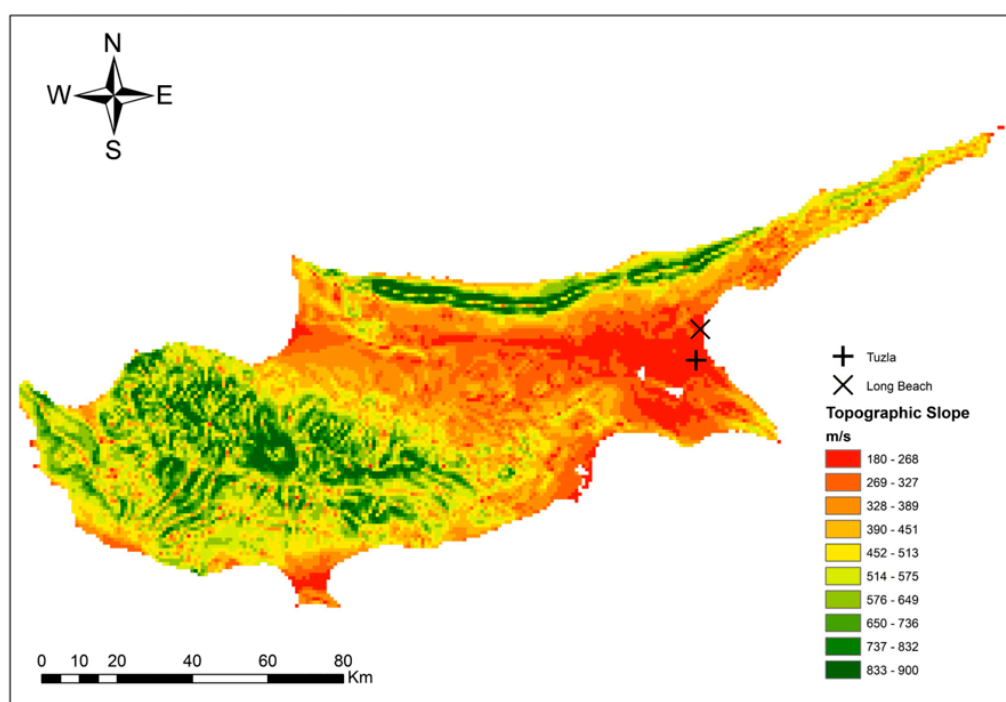 N
W E
S
Tuzla
Long Beach
Topographic Slope
m/s
180 - 268
269 - 327
328 - 389
390 - 451
452 - 513
514 - 575
576 - 649
650 - 736
737 - 832
833 - 900
0 10 20 40 60 80
Km